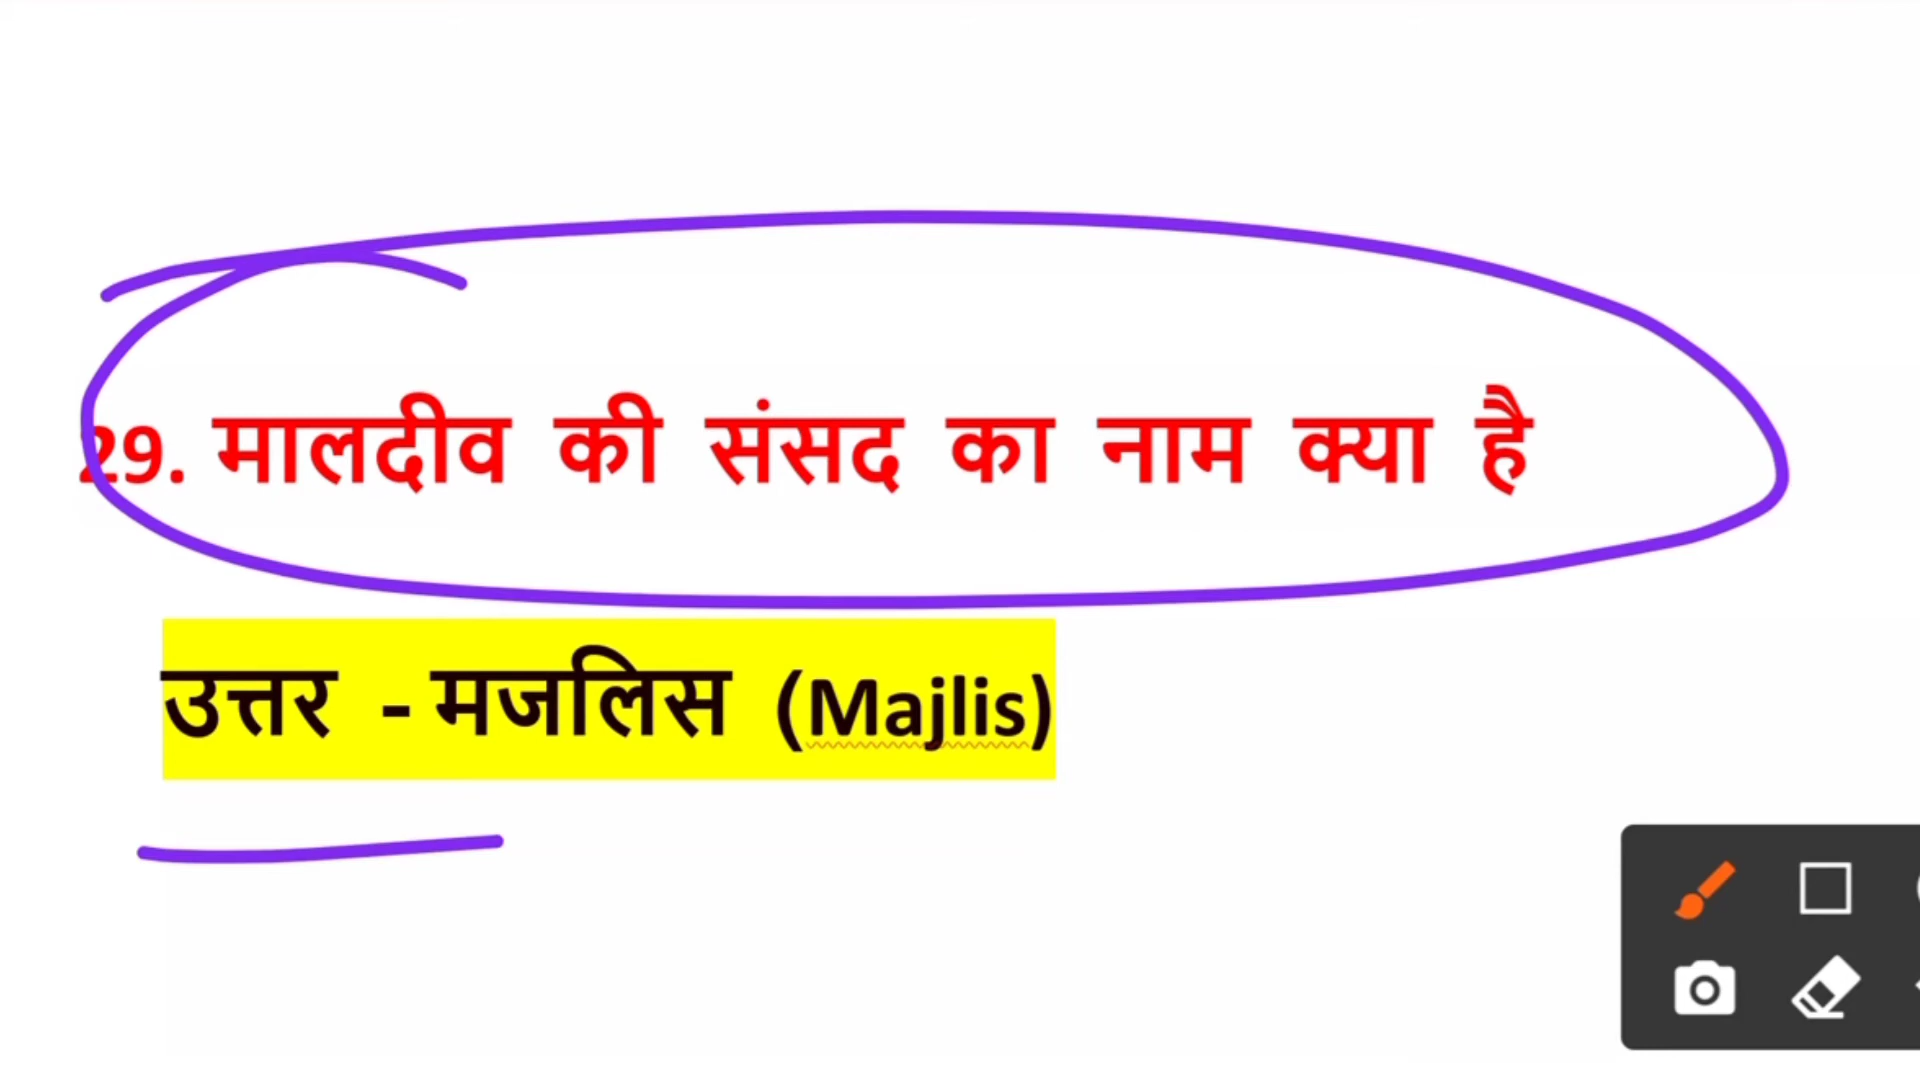 29. मालदीव की संसद का नाम क्या है
उत्तर - मजलिस (Majlis)